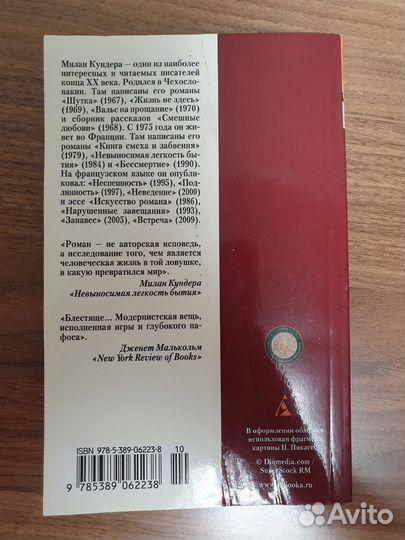 Милан Кундера – один из наиболее
интересных и читаемых писателей
конца XX века. Родился в Чехосло-
вакии. Там написаны его романы
«Шутка» (1967), «Жизнь не здесь»
(1969), «Вальс на прощание» (1970)
и сборник рассказов «Смешные
любови» (1968). С 1975 года он жи-
вет во Франции. Там написаны его
романы «Книга смеха и забвения»
(1979), «Невыносимая легкость бы-
тия» (1984) и «Бессмертие» (1990).
На французском языке он опубли-
ковал: «Неспешность» (1995), «Под-
линность» (1997), «Неведение» (2000)
и эссе «Искусство романа» (1986),
«Нарушенные завещания» (1993),
«Занавес» (2005), «Встреча» (2009).
«Роман — не авторская исповедь,
а исследование того, чем является
человеческая жизнь в той ловушке,
в какую превратился мир».
Милан Кундера
«Невыносимая легкость бытия»
«Блестяще... Модернистская вещь,
исполненная игры и глубокого па-
фоса».
Дженет Малькольм
«New York Review of Books»
ISBN 978-5-389-06223-8
10
9 785389 062238
В оформлении
использован
картины П. Пикассо
© Diomedia.com /
Stock RM
Avito